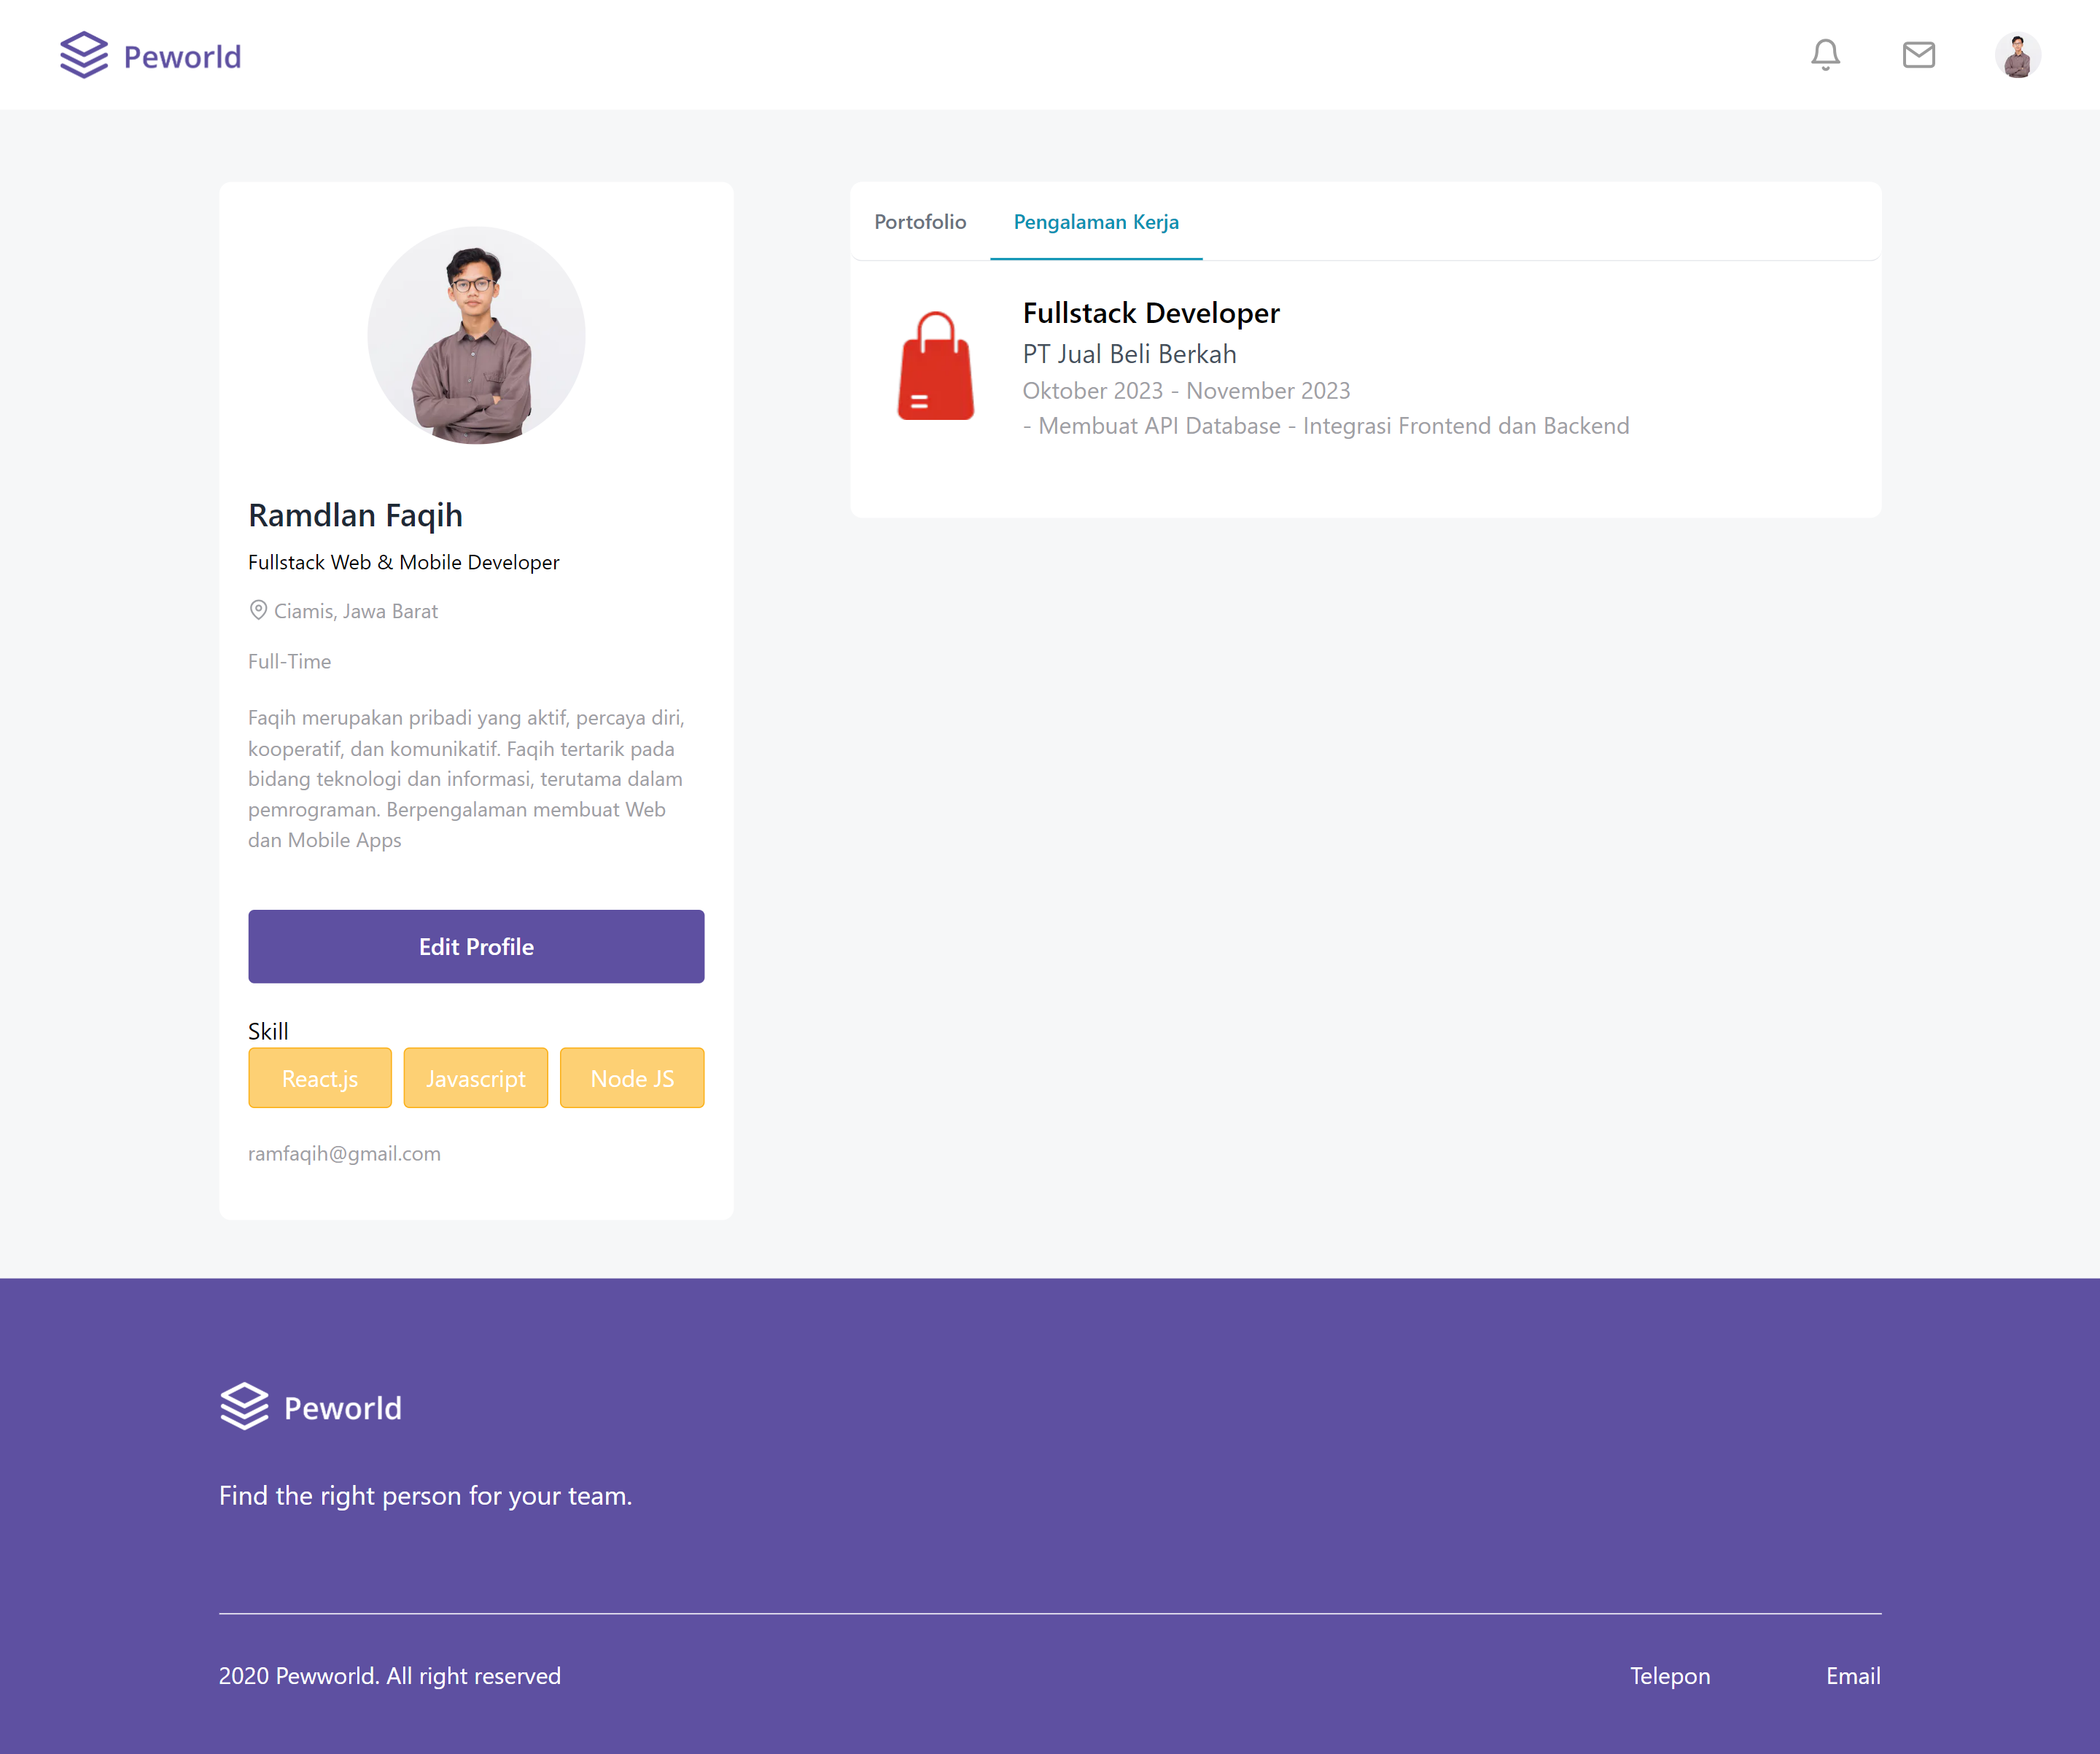 Peworld
Ramdlan Faqih
Fullstack Web & Mobile Developer
Ciamis, Jawa Barat
Full-Time
Faqih merupakan pribadi yang aktif, percaya diri,
kooperatif, dan komunikatif. Faqih tertarik pada
bidang teknologi dan informasi, terutama dalam
pemrograman. Berpengalaman membuat Web
dan Mobile Apps
Edit Profile
Skill
React.js Javascript Node JS
ramfaqih@gmail.com
Portofolio Pengalaman Kerja
Fullstack Developer
PT Jual Beli Berkah
Oktober 2023 - November 2023
- Membuat API Database - Integrasi Frontend dan Backend
Peworld
Find the right person for your team.
2020 Pewworld. All right reserved
Telepon Email